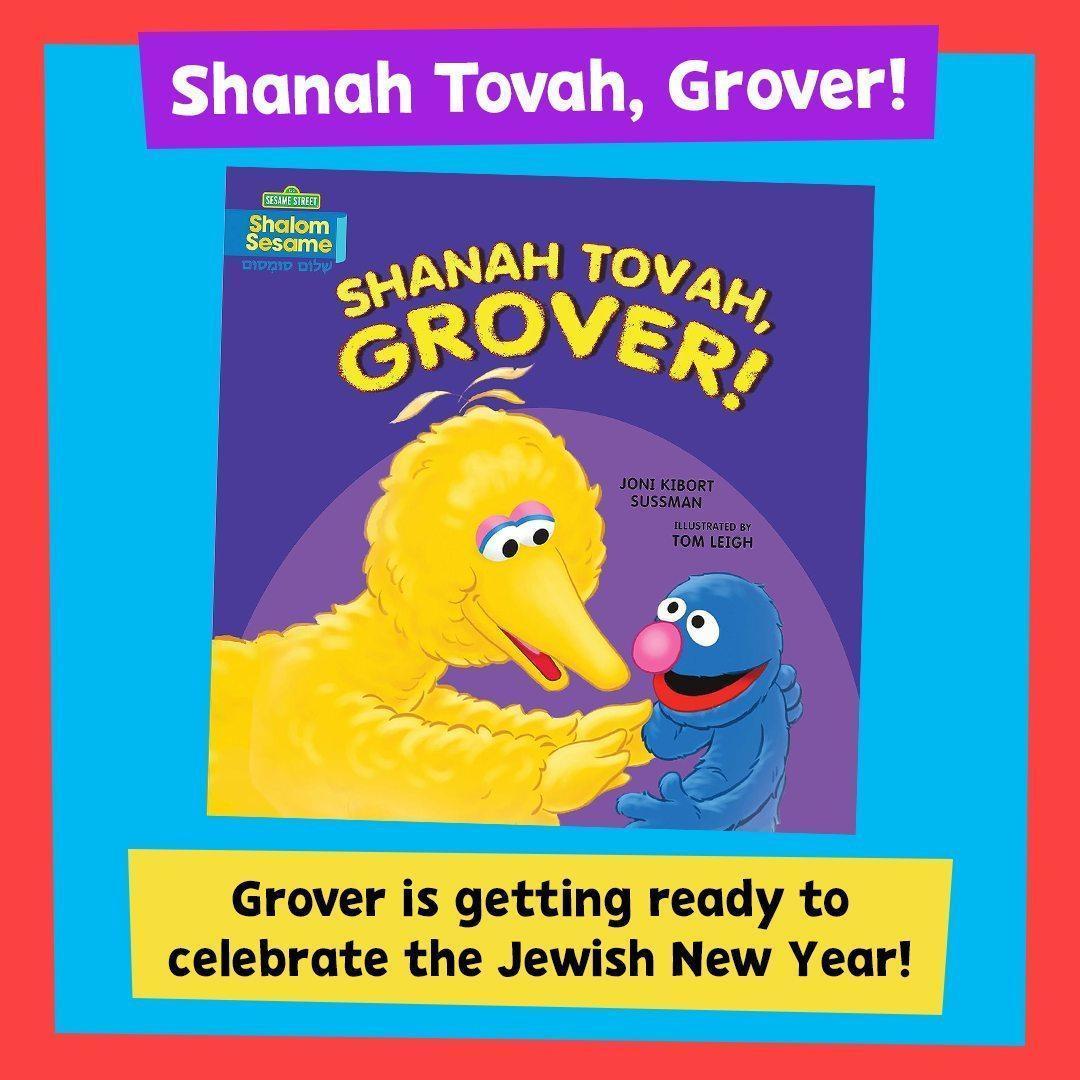 Shanah Tovah, Grover!
SESAME STREET
Shalom
Sesame
שלום סומסום
SHANAH TOVAH,
GROVER!
JONI KIBORT
SUSSMAN
ILLUSTRATED BY
TOM LEIGH
Grover is getting ready to
celebrate the Jewish New Year!